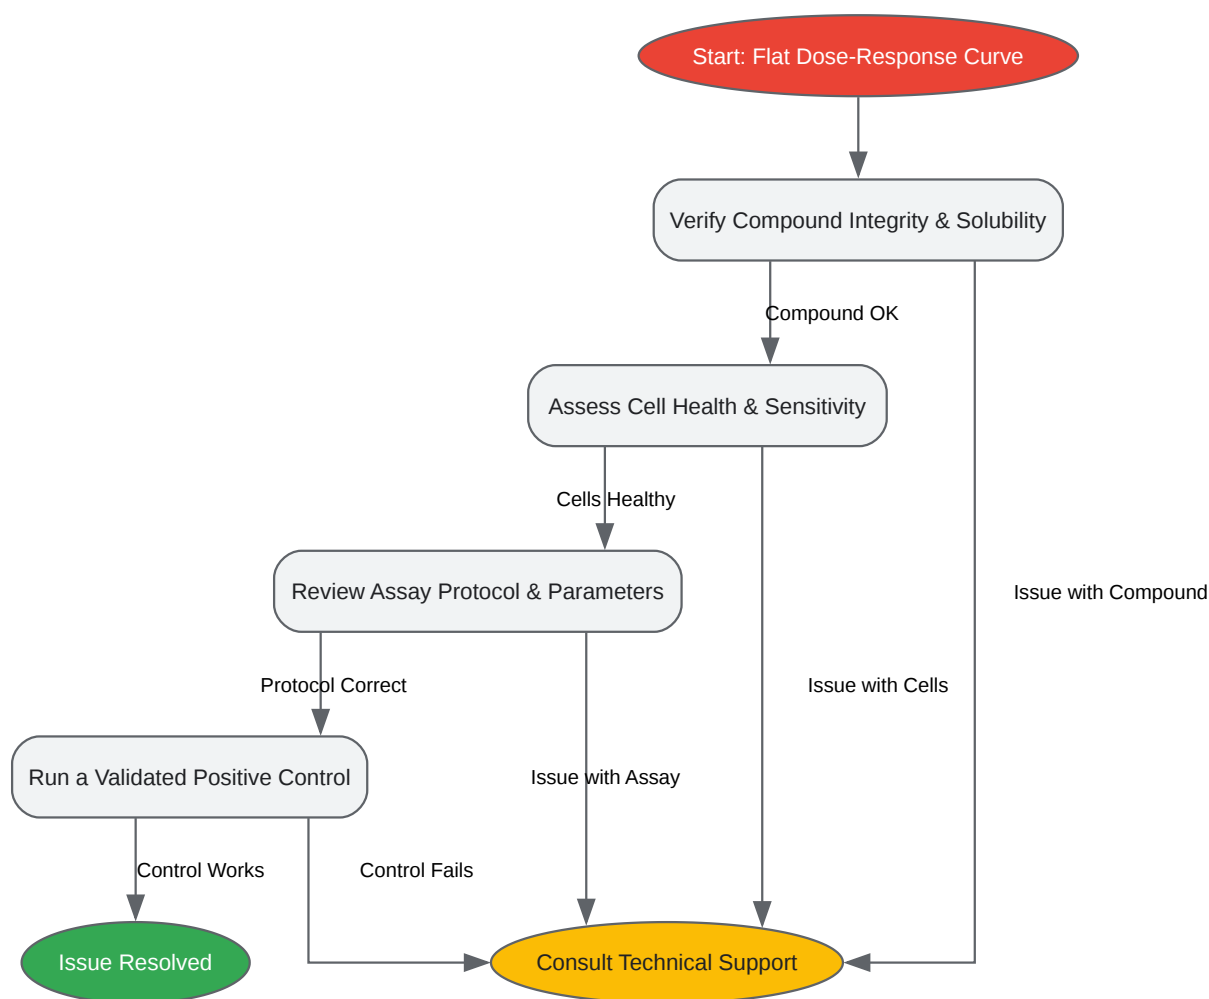 Start: Flat Dose-Response Curve
Verify Compound Integrity & Solubility
Compound OK
Assess Cell Health & Sensitivity
Cells Healthy
Review Assay Protocol & Parameters
Issue with Compound
Protocol Correct
Issue with Cells
Run a Validated Positive Control
Issue with Assay
Control Works
Control Fails
Issue Resolved
Consult Technical Support